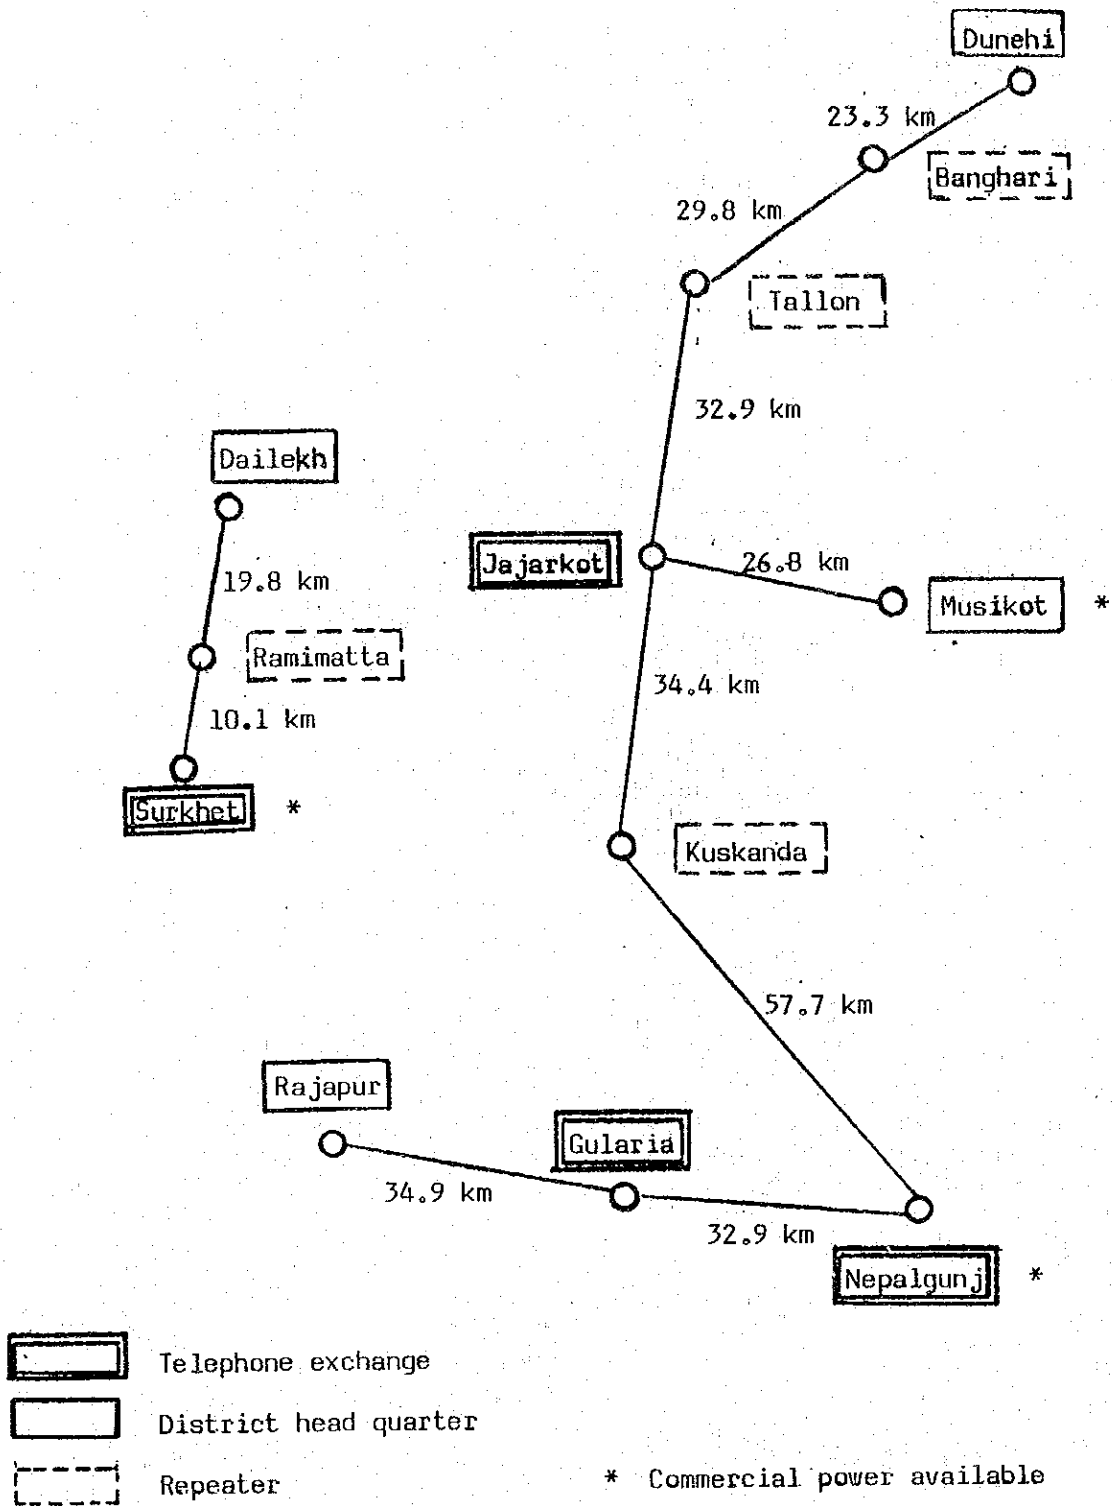 Dunehi
23.3 km
Banghari
29.8 km
Tallon
32.9 km
Dailekh
Jajarkot
26.8 km
19.8 km
Musikot *
Ramimatta
34.4 km
10.1 km
Surkhet *
Kuskanda
57.7 km
Rajapur
Gularia
34.9 km
32.9 km
Nepalgunj *
Telephone exchange
District head quarter
Repeater
* Commercial power available